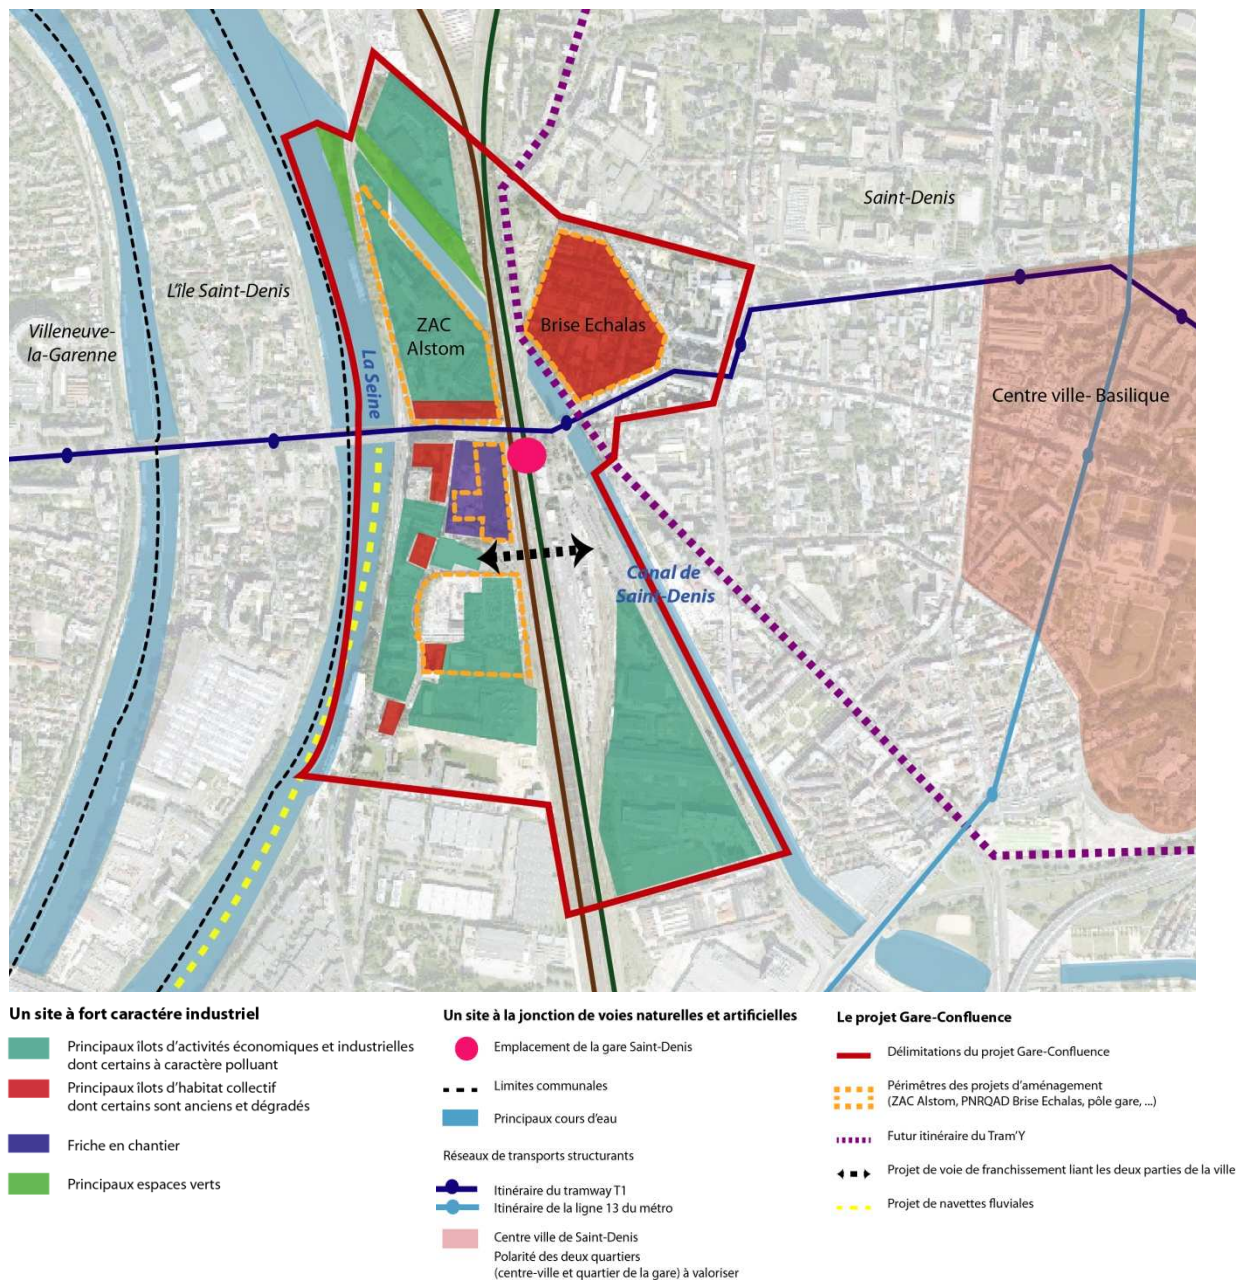 Saint-Denis
L'île Saint-Denis
Villeneuve-
la-Garenne
La Seine
ZAC
Alstom
Brise Echalas
Centre ville- Basilique
Canal de
Saint-Denis
Un site à fort caractére industriel
Principaux îlots d'activités économiques et industrielles
dont certains à caractère polluant
Principaux îlots d'habitat collectif
dont certains sont anciens et dégradés
Friche en chantier
Principaux espaces verts
Un site à la jonction de voies naturelles et artificielles
Emplacement de la gare Saint-Denis
Limites communales
Principaux cours d'eau
Réseaux de transports structurants
Itinéraire du tramway T1
Itinéraire de la ligne 13 du métro
Centre ville de Saint-Denis
Polarité des deux quartiers
(centre-ville et quartier de la gare) à valoriser
Le projet Gare-Confluence
Délimitations du projet Gare-Confluence
Périmêtres des projets d'aménagement
(ZAC Alstom, PNRQAD Brise Echalas, pôle gare, ...)
Futur itinéraire du Tram'Y
Projet de voie de franchissement liant les deux parties de la ville
Projet de navettes fluviales